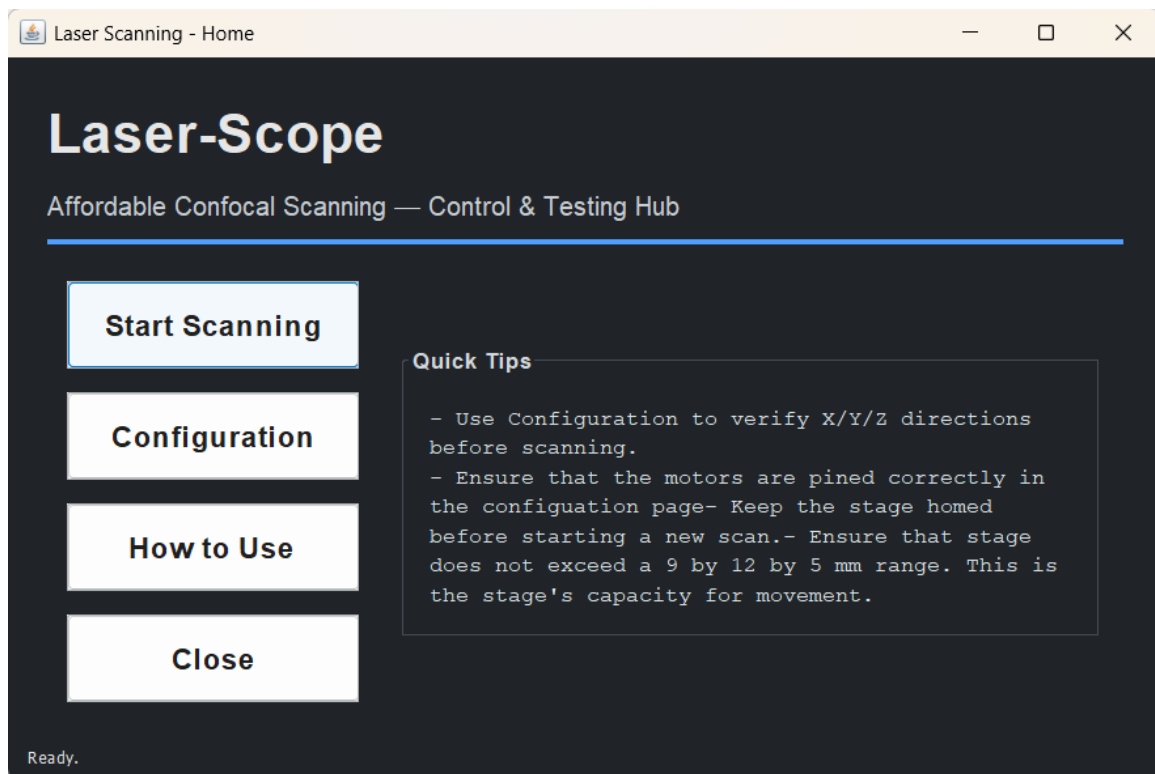 Laser Scanning - Home
Laser-Scope
Affordable Confocal Scanning — Control & Testing Hub
Start Scanning
Configuration
How to Use
Close
Quick Tips
- Use Configuration to verify X/Y/Z directions
before scanning.
- Ensure that the motors are pined correctly in
the configuation page- Keep the stage homed
before starting a new scan.- Ensure that stage
does not exceed a 9 by 12 by 5 mm range. This is
the stage's capacity for movement.
Ready.